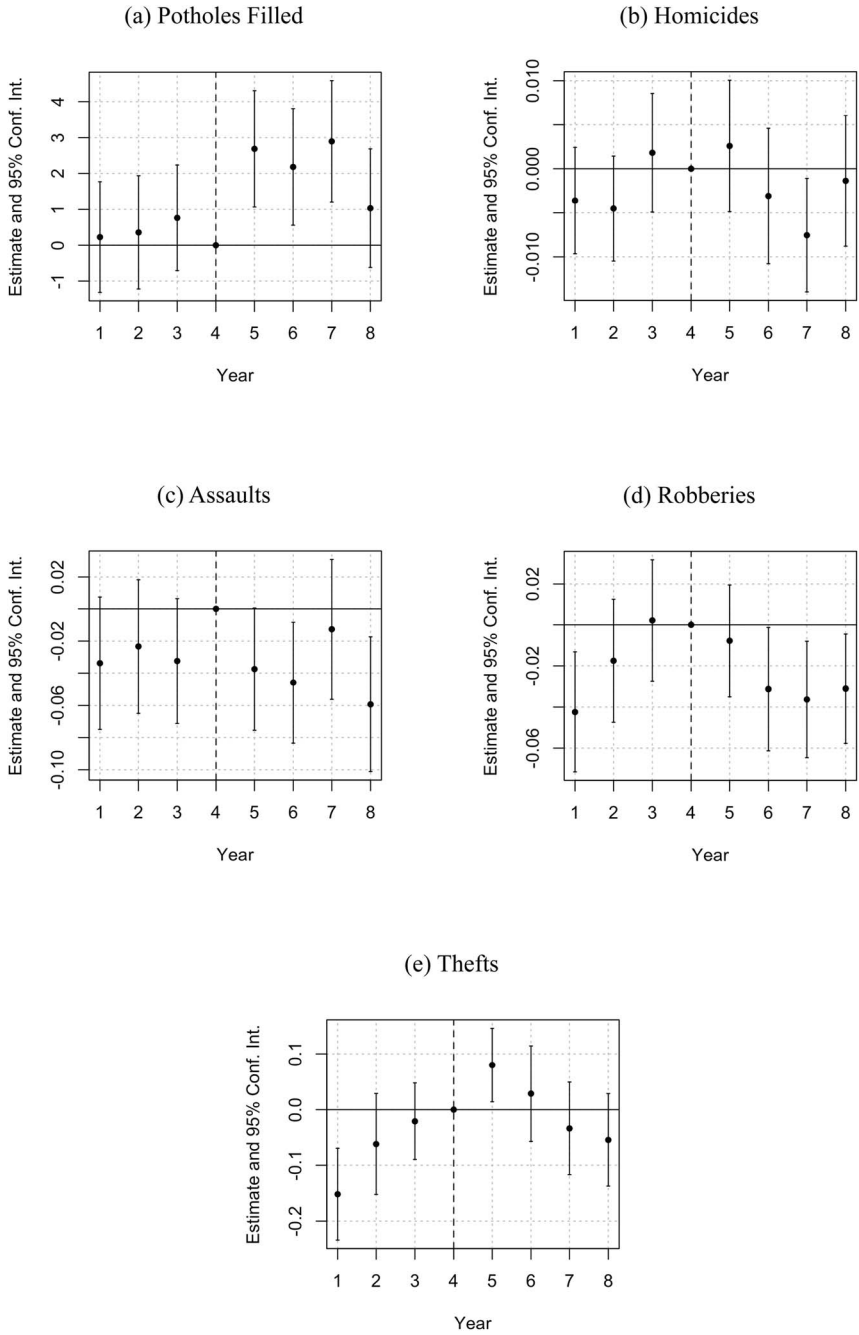 (a) Potholes Filled
Estimate and 95% Conf. Int.
4
3
2
1
0
-1
1 2 3 4 5 6 7 8
Year
(b) Homicides
Estimate and 95% Conf. Int.
0.010
0.000
-0.010
1 2 3 4 5 6 7 8
Year
(c) Assaults
Estimate and 95% Conf. Int.
0.02
-0.02
-0.06
-0.10
1 2 3 4 5 6 7 8
Year
(d) Robberies
Estimate and 95% Conf. Int.
0.02
-0.02
-0.06
1 2 3 4 5 6 7 8
Year
(e) Thefts
Estimate and 95% Conf. Int.
0.1
0.0
-0.1
-0.2
1 2 3 4 5 6 7 8
Year